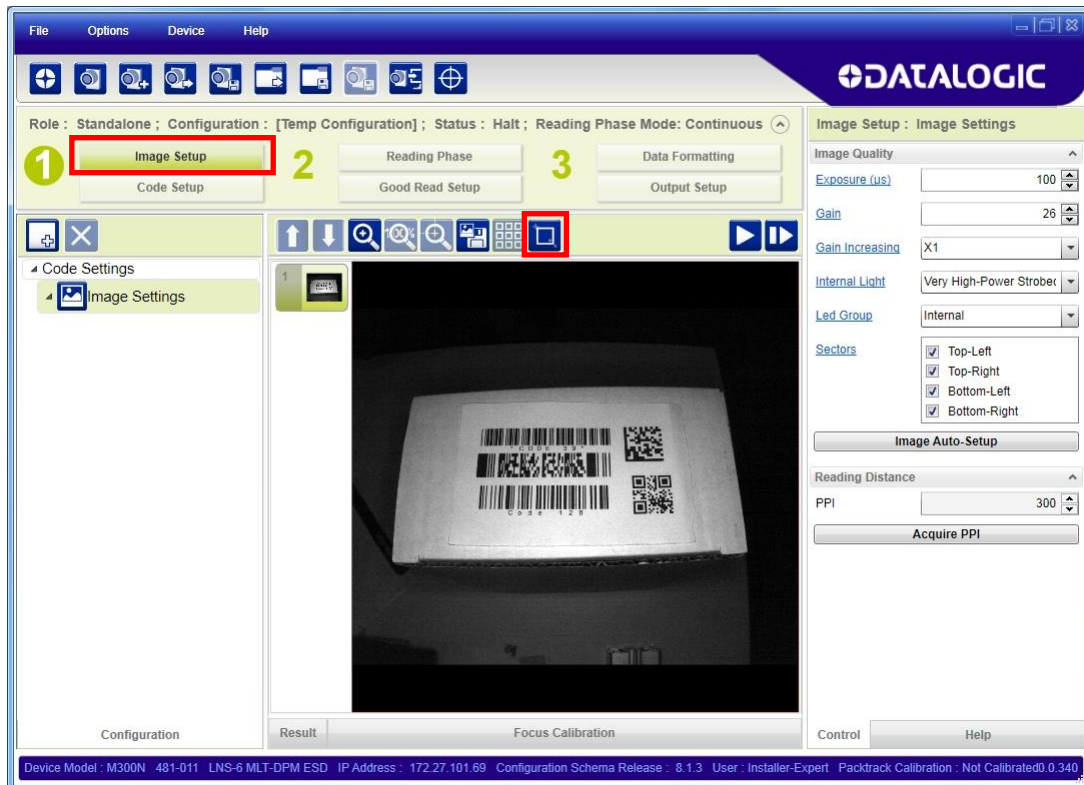 File Options Device Help
DATALOGIC
Role : Standalone ; Configuration : [Temp Configuration] ; Status : Halt ; Reading Phase Mode: Continuous
1 Image Setup 2 Reading Phase 3 Data Formatting
Code Setup Good Read Setup Output Setup
Code Settings
Image Settings
1
"CODE 39"
Code 128
Configuration
Result Focus Calibration
Image Setup : Image Settings
Image Quality
Exposure (us) 100
Gain 26
Gain Increasing X1
Internal Light Very High-Power Strobec
Led Group Internal
Sectors Top-Left
Top-Right
Bottom-Left
Bottom-Right
Image Auto-Setup
Reading Distance
PPI 300
Acquire PPI
Control Help
Device Model : M300N 481-011 LNS-6 MLT-DPM ESD IP Address : 172.27.101.69 Configuration Schema Release : 8.1.3 User : Installer-Expert Packtrack Calibration : Not Calibrated0.0.340